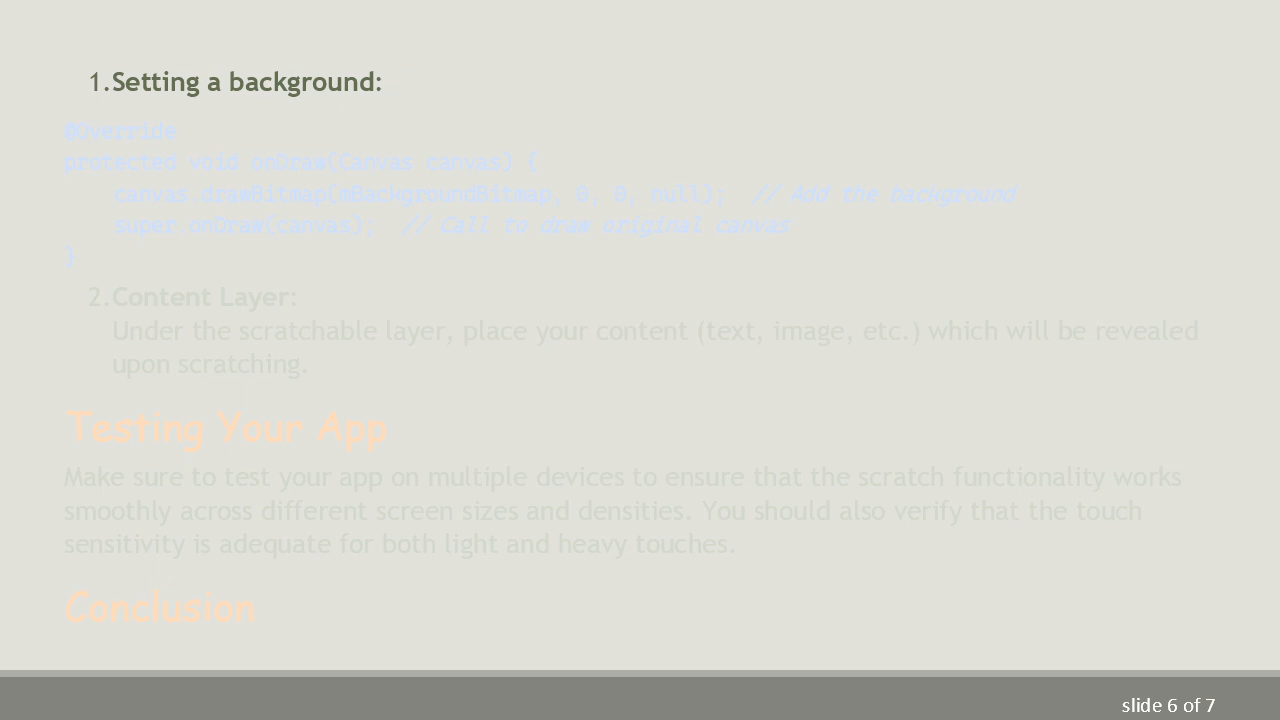 1.Setting a background:
@Override
protected void onDraw(Canvas canvas) {
    canvas.drawBitmap(mBackgroundBitmap, 0, 0, null);  // Add the background
    super.onDraw(canvas);  // Call to draw original canvas
}
2.Content Layer:
Under the scratchable layer, place your content (text, image, etc.) which will be revealed
upon scratching.
Testing Your App
Make sure to test your app on multiple devices to ensure that the scratch functionality works
smoothly across different screen sizes and densities. You should also verify that the touch
sensitivity is adequate for both light and heavy touches.
Conclusion
slide 6 of 7